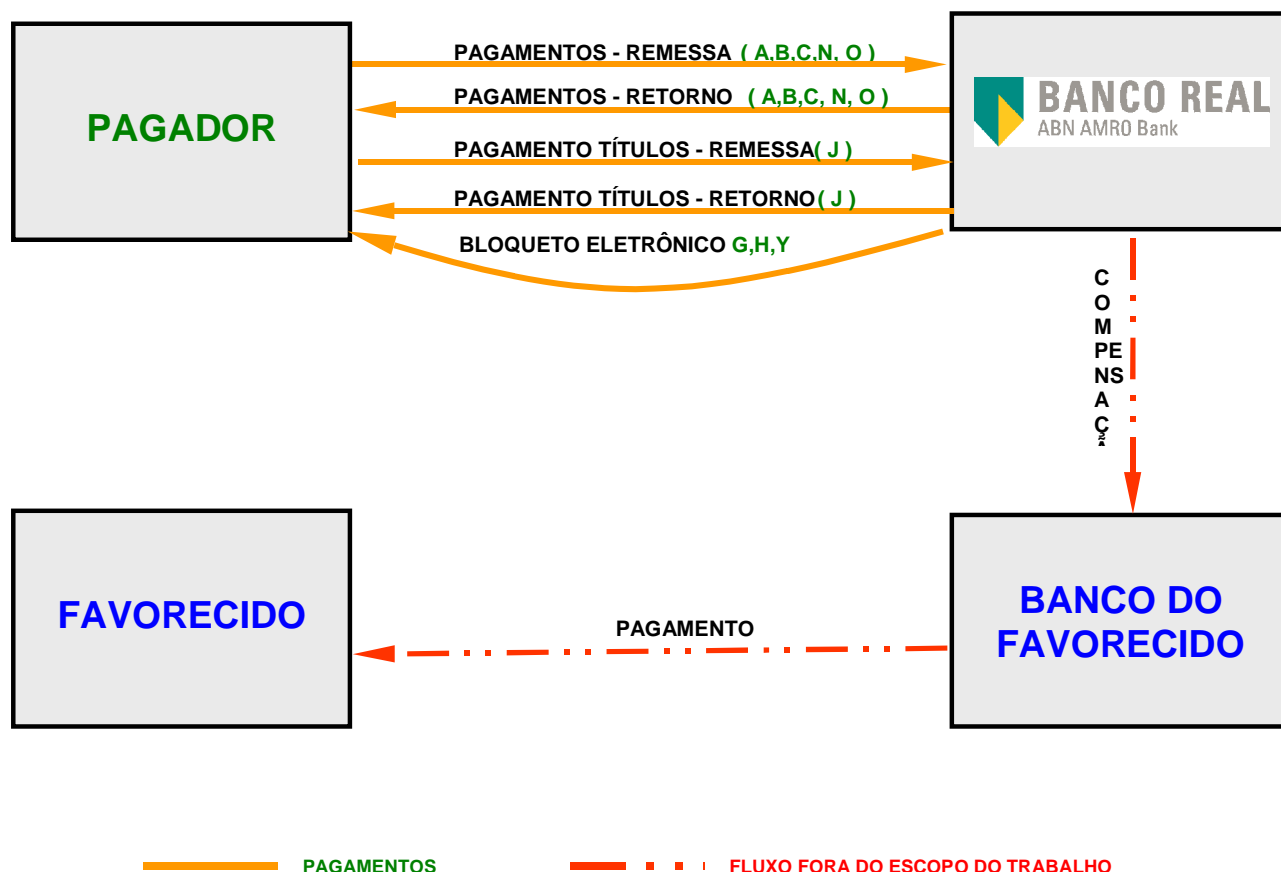 PAGAMENTOS - REMESSA ( A,B,C,N, O )
PAGADOR
PAGAMENTOS - RETORNO ( A,B,C, N, O )
BANCO REAL
ABN AMRO Bank
PAGAMENTO TÍTULOS - REMESSA( J )
PAGAMENTO TÍTULOS - RETORNO( J )
BLOQUETO ELETRÔNICO G,H,Y
C
O
M
PE
NS
A
Ç
FAVORECIDO
PAGAMENTO
BANCO DO
FAVORECIDO
PAGAMENTOS
FLUXO FORA DO ESCOPO DO TRABALHO